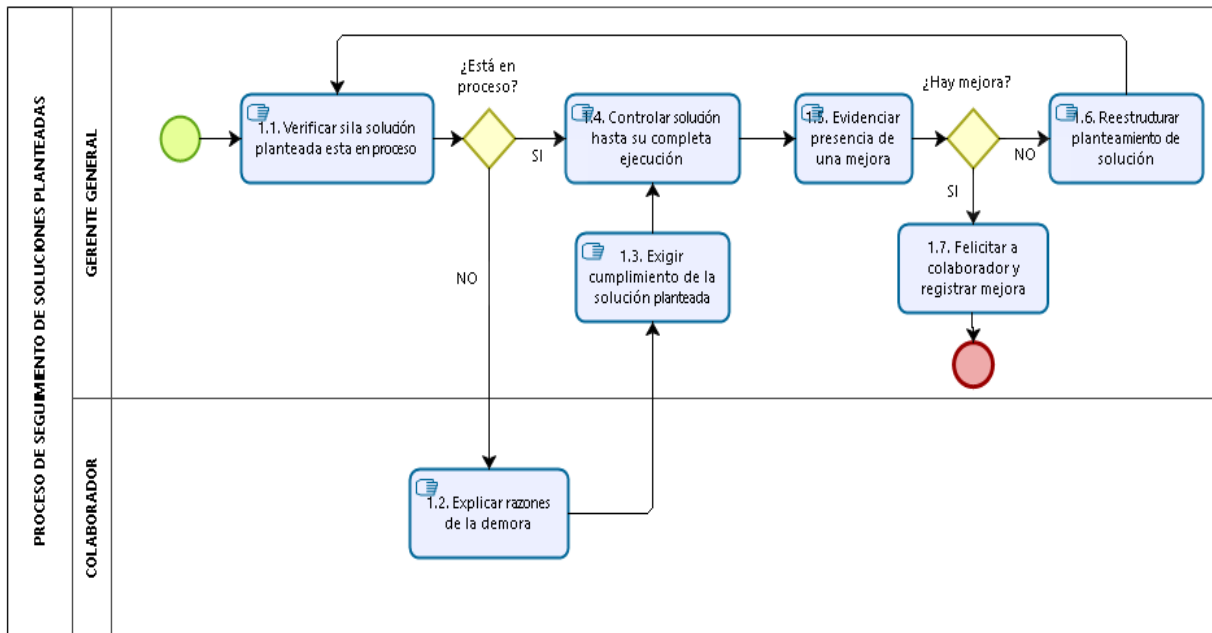 PROCESO DE SEGUIMIENTO DE SOLUCIONES PLANTEADAS
GERENTE GENERAL
1.1. Verificar si la solución
planteada esta en proceso
¿Está en
proceso?
SI
NO
1.4. Controlar solución
hasta su completa
ejecución
1.3. Exigir
cumplimiento de la
solución planteada
1.5. Evidenciar
presencia de
una mejora
¿Hay mejora?
NO
SI
1.6. Reestructurar
planteamiento de
solución
1.7. Felicitar a
colaborador y
registrar mejora
COLABORADOR
1.2. Explicar razones
de la demora